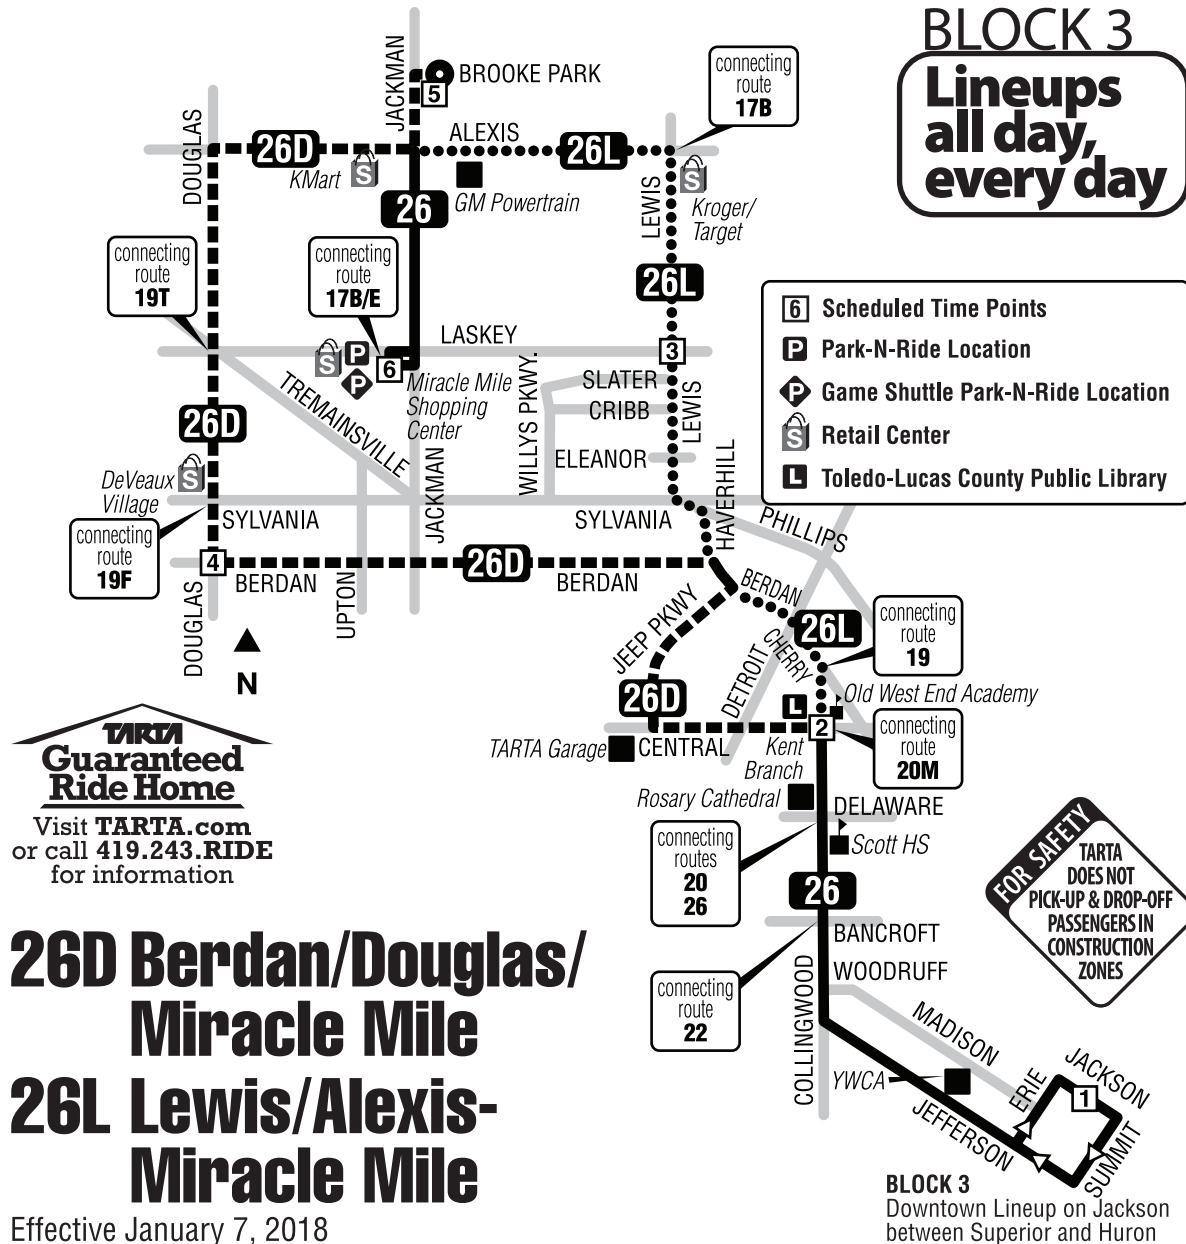 BLOCK 3
Lineups
all day,
every day
JACKMAN
BROOKE PARK
5
connecting
route
17B
DOUGLAS
26D
ALEXIS
26L
KMart
S
GM Powertrain
26
LEWIS
S
Kroger/
Target
connecting
route
19T
connecting
route
17B/E
26L
6 Scheduled Time Points
P Park-N-Ride Location
P Game Shuttle Park-N-Ride Location
S Retail Center
L Toledo-Lucas County Public Library
LASKEY
S
P
P
6
3
Miracle Mile
Shopping
Center
TREMAINSVILLE
WILLYS PKWY.
SLATER
CRIBB
LEWIS
ELEANOR
26D
DeVeaux
Village
S
JACKMAN
HAVERHILL
SYLVANIA
SYLVANIA
PHILLIPS
connecting
route
19F
4
BERDAN
26D
BERDAN
BERDAN
DOUGLAS
UPTON
N
JEEP PKWY
26D
DETROIT
CHERRY
26L
connecting
route
19
Old West End Academy
L
2
TARTA Garage
CENTRAL
Kent
Branch
connecting
route
20M
Rosary Cathedral
DELAWARE
Scott HS
connecting
routes
20
26
26
BANCROFT
WOODRUFF
connecting
route
22
COLLINGWOOD
MADISON
YWCA
JEFFERSON
ERIE
JACKSON
1
SUMMIT
TARTA
Guaranteed
Ride Home
Visit TARTA.com
or call 419.243.RIDE
for information
FOR SAFETY
TARTA
DOES NOT
PICK-UP & DROP-OFF
PASSENGERS IN
CONSTRUCTION
ZONES
26D Berdan/Douglas/
Miracle Mile
26L Lewis/Alexis-
Miracle Mile
Effective January 7, 2018
BLOCK 3
Downtown Lineup on Jackson
between Superior and Huron